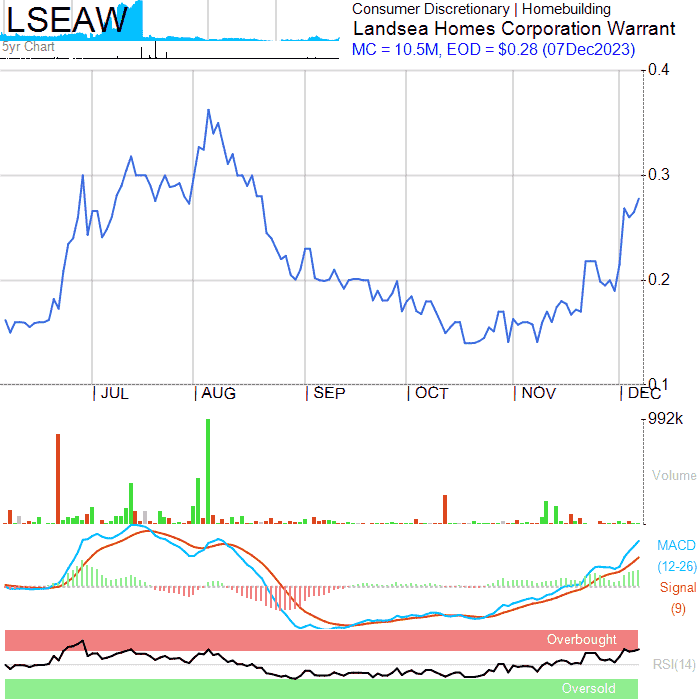 LSEAW
5yr Chart
Consumer Discretionary | Homebuilding
Landsea Homes Corporation Warrant
MC = 10.5M, EOD = $0.28 (07Dec2023)
0.4
0.3
0.2
0.1
JUL AUG SEP OCT NOV DEC
992k
Volume
MACD
(12-26)
Signal
(9)
Overbought
RSI(14)
Oversold